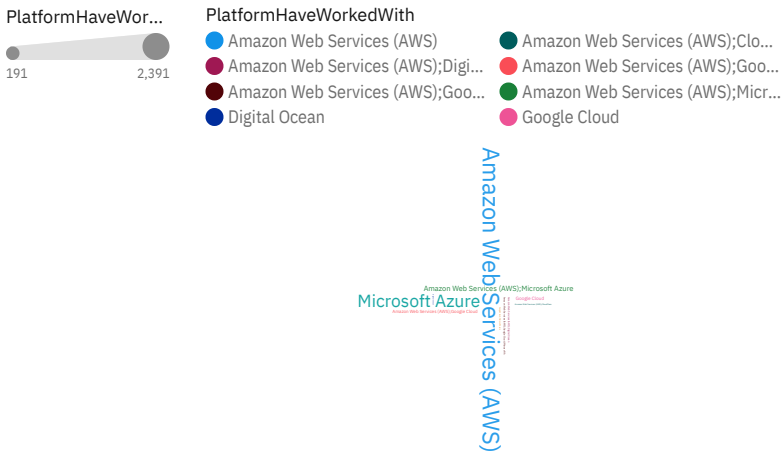 PlatformHaveWor...
191
2,391
PlatformHaveWorkedWith
Amazon Web Services (AWS)
Amazon Web Services (AWS);Clo...
Amazon Web Services (AWS);Digi...
Amazon Web Services (AWS);Goo...
Amazon Web Services (AWS);Goo...
Amazon Web Services (AWS);Micr...
Digital Ocean
Google Cloud
Amazon Web Services (AWS)
Amazon Web Services (AWS);Microsoft Azure
Microsoft Azure
Google Cloud
Amazon Web Services (AWS);Google Cloud